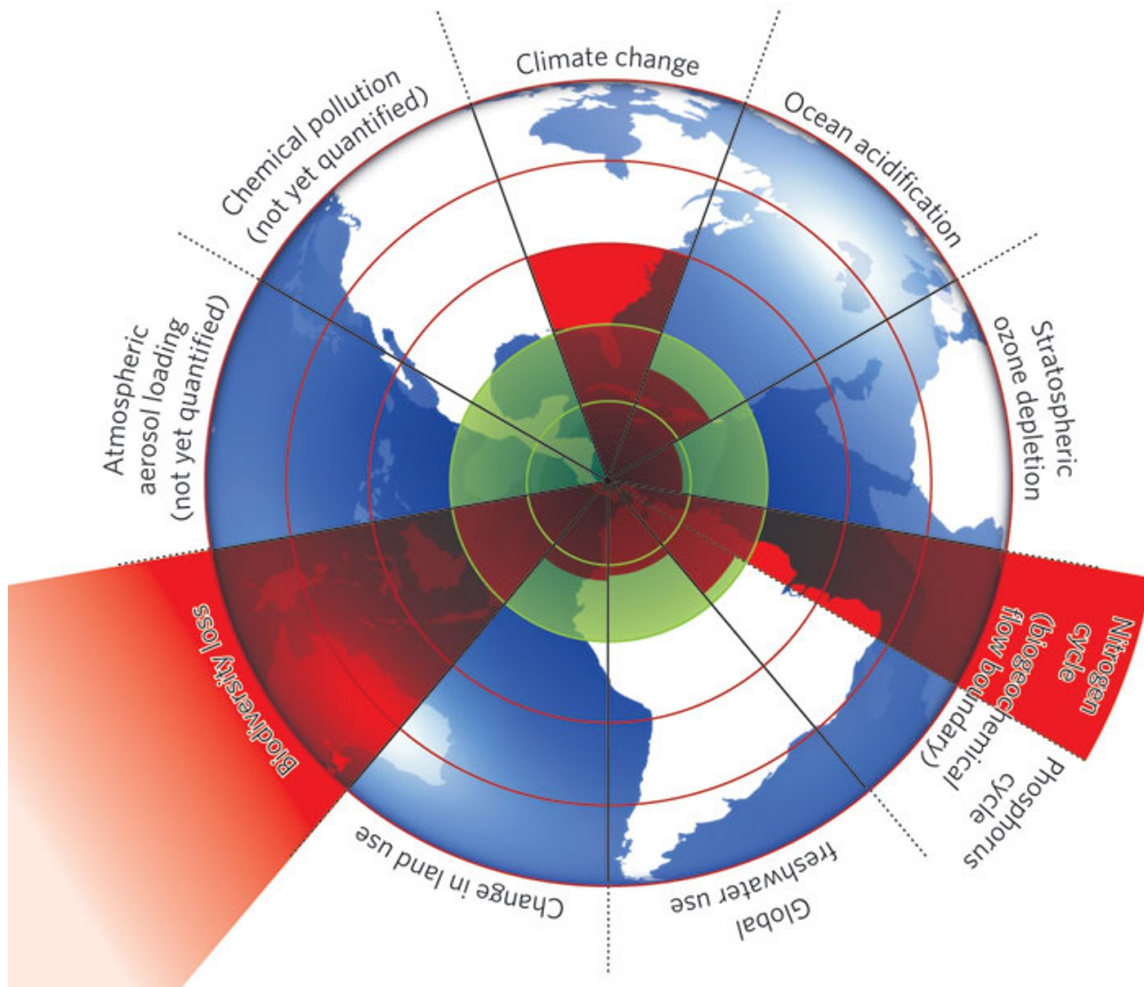 Climate change
Ocean acidification
Stratospheric
ozone depletion
Nitrogen
cycle
(biogeochemical
flow boundary)
Phosphorus
cycle
Global
freshwater use
Change in land use
Biodiversity loss
Atmospheric
aerosol loading
(not yet quantified)
Chemical pollution
(not yet quantified)